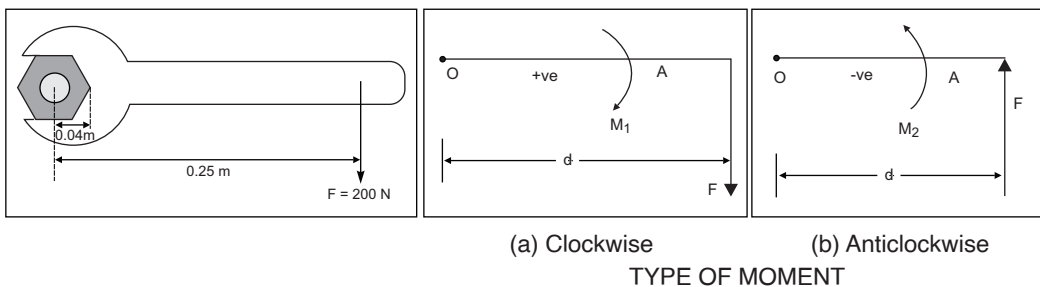 0.04m
0.25 m
F = 200 N
O
+ve
A
M1
d
F
O
-ve
A
M2
d
F
(a) Clockwise
(b) Anticlockwise
TYPE OF MOMENT